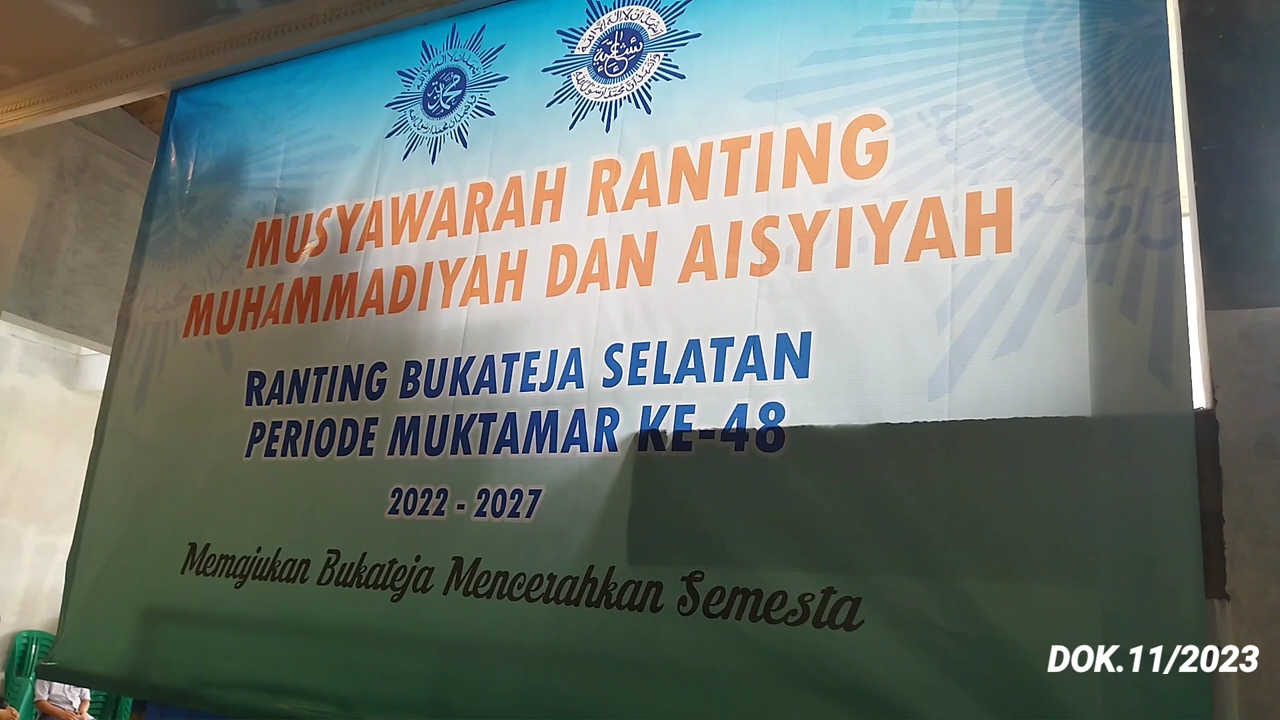 MUSYAWARAH RANTING
MUHAMMADIYAH DAN AISYIYAH
RANTING BUKATEJA SELATAN
PERIODE MUKTAMAR KE-48
2022 - 2027
Memajukan Bukateja Mencerahkan Semesta
DOK.11/2023